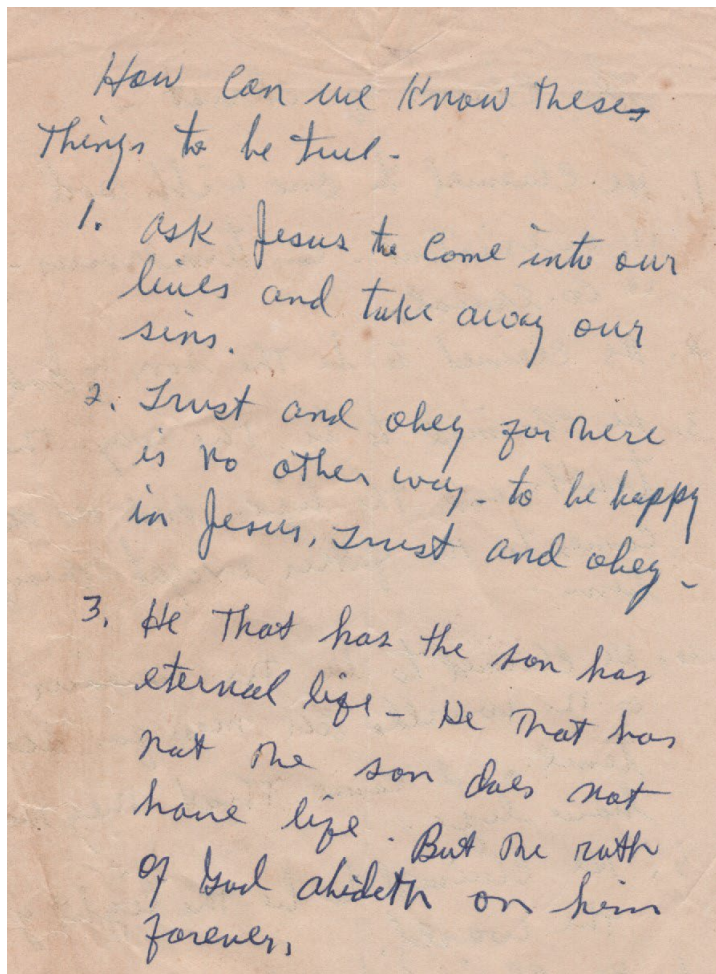 How can we know these
things to be true -
1. ask Jesus the come into our
lives and take away our
sins.
2. Trust and obey for there
is no other way - to be happy
in Jesus, Trust and obey -
3. He that has the son has
eternal life - He that has
not the son does not
have life. But the rath
of God abideth on him
forever,